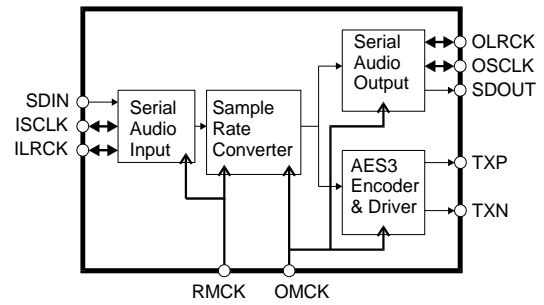 SDIN
ISCLK
ILRCK
Serial
Audio
Input
Sample
Rate
Converter
Serial
Audio
Output
OLRCK
OSCLK
SDOUT
AES3
Encoder
& Driver
TXP
TXN
RMCK
OMCK